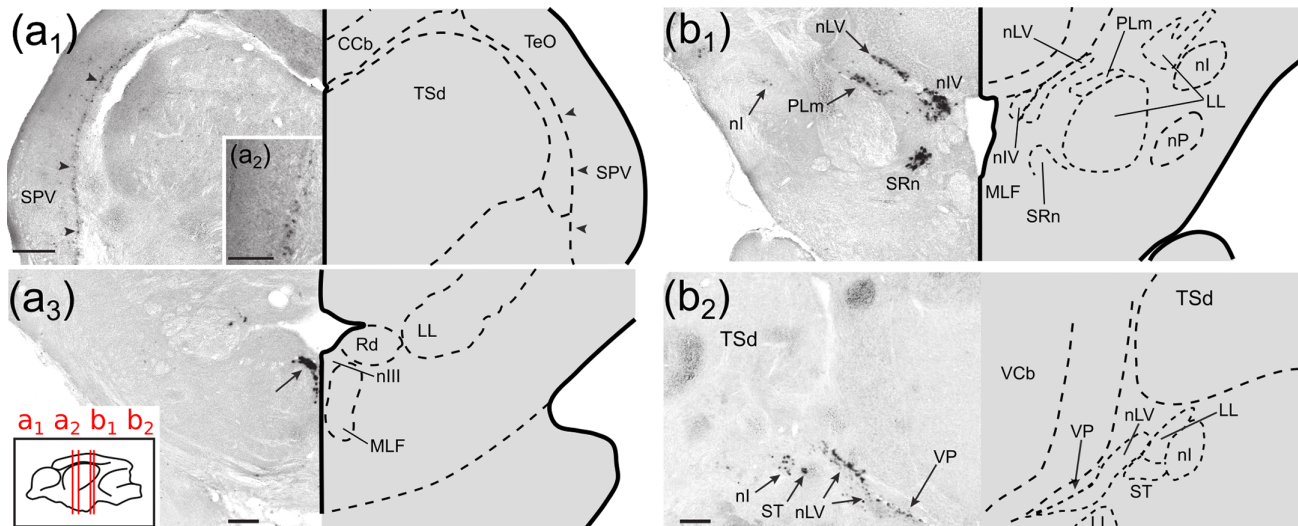 (a1)
CCb
TeO
TSd
(a2)
SPV
SPV
(a3)
Rd
LL
nIII
MLF
a1 a2 b1 b2
(b1)
nLV
nIV
nI
PLm
SRn
nLV
PLm
nI
LL
nP
nIV
MLF
SRn
(b2)
TSd
nI
ST
nLV
VP
TSd
VCb
nLV
LL
VP
nI
ST
LL